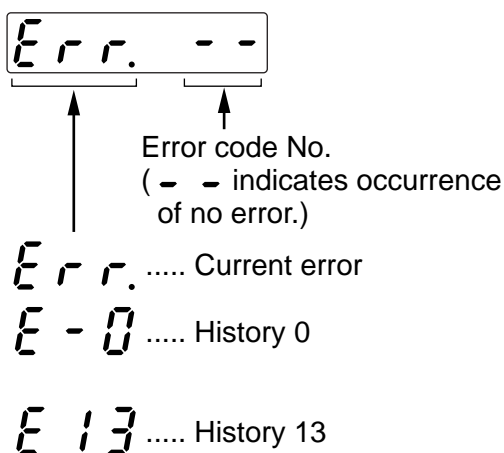 Err. - -
Error code No.
( - - indicates occurrence
of no error.)
Err. ..... Current error
E - 0 ..... History 0
E 13 ..... History 13